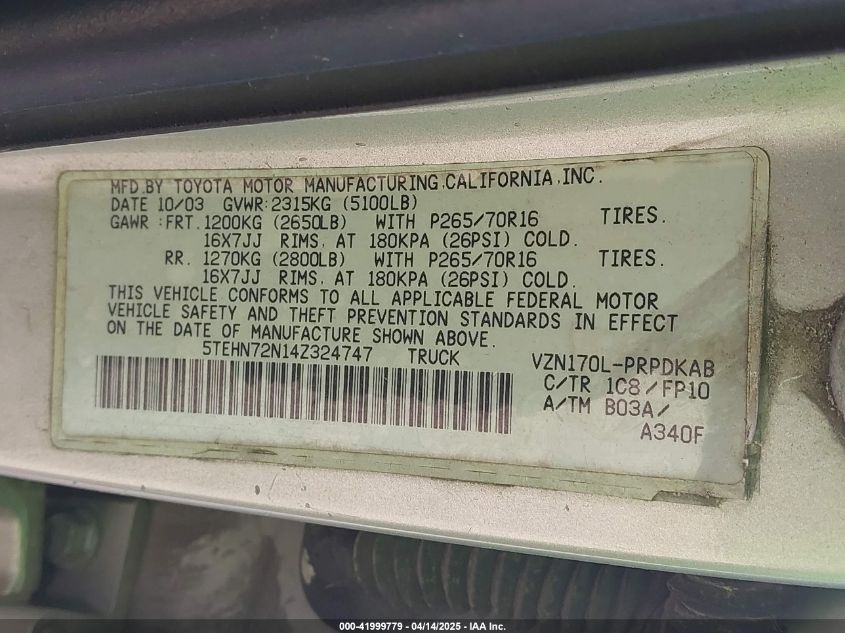 MFD.BY TOYOTA MOTOR MANUFACTURING.CALIFORNIA.INC.
DATE 10/03 GVWR:2315KG (5100LB)
GAWR :FRT.1200KG (2650LB) WITH P265/70R16 TIRES.
16X7JJ RIMS. AT 180KPA (26PSI) COLD.
RR. 1270KG (2800LB) WITH P265/70R16 TIRES.
16X7JJ RIMS. AT 180KPA (26PSI) COLD.
THIS VEHICLE CONFORMS TO ALL APPLICABLE FEDERAL MOTOR
VEHICLE SAFETY AND THEFT PREVENTION STANDARDS IN EFFECT
ON THE DATE OF MANUFACTURE SHOWN ABOVE.
5TEHN72N14Z324747 TRUCK VZN170L-PRPDKAB
C/TR 1C8/FP10
A/TM B03A/
A340F
000-41999779 - 04/14/2025 - IAA Inc.